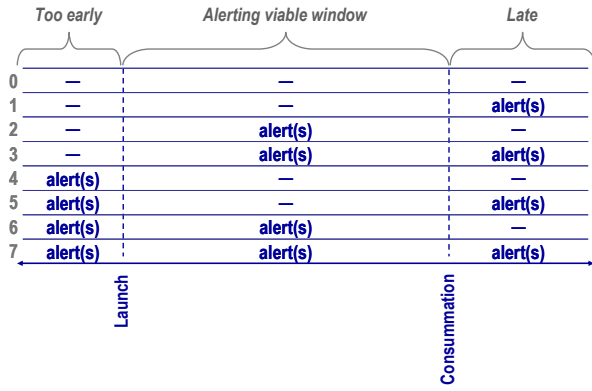 Too early Alerting viable window Late
0 — — —
1 — — alert(s)
2 — alert(s) —
3 — alert(s) alert(s)
4 alert(s) — —
5 alert(s) — alert(s)
6 alert(s) alert(s) —
7 alert(s) alert(s) alert(s)
Launch
Consummation